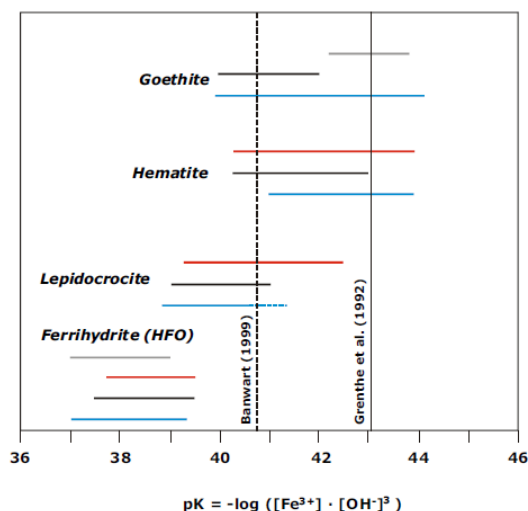 Goethite
Hematite
Lepidocrocite
Ferrihydrite (HFO)
Banwart (1999)
Grenthe et al. (1992)
36 38 40 42 44 46
pK = -log ([Fe³⁺] · [OH⁻]³ )